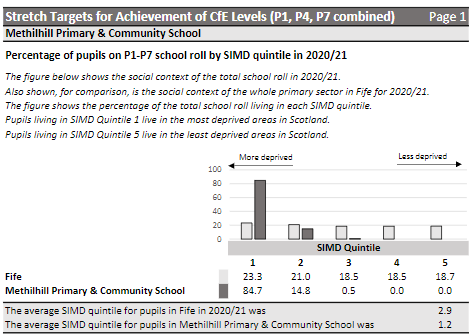 Stretch Targets for Achievement of CfE Levels (P1, P4, P7 combined) Page 1
Methilhill Primary & Community School
Percentage of pupils on P1-P7 school roll by SIMD quintile in 2020/21
The figure below shows the social context of the total school roll in 2020/21.
Also shown, for comparison, is the social context of the whole primary sector in Fife for 2020/21.
The figure shows the percentage of the total school roll living in each SIMD quintile.
Pupils living in SIMD Quintile 1 live in the most deprived areas in Scotland.
Pupils living in SIMD Quintile 5 live in the least deprived areas in Scotland.
More deprived Less deprived
100
80
60
40
20
0
SIMD Quintile
1 2 3 4 5
Fife 23.3 21.0 18.5 18.5 18.7
Methilhill Primary & Community School 84.7 14.8 0.5 0.0 0.0
The average SIMD quintile for pupils in Fife in 2020/21 was 2.9
The average SIMD quintile for pupils in Methilhill Primary & Community School was 1.2